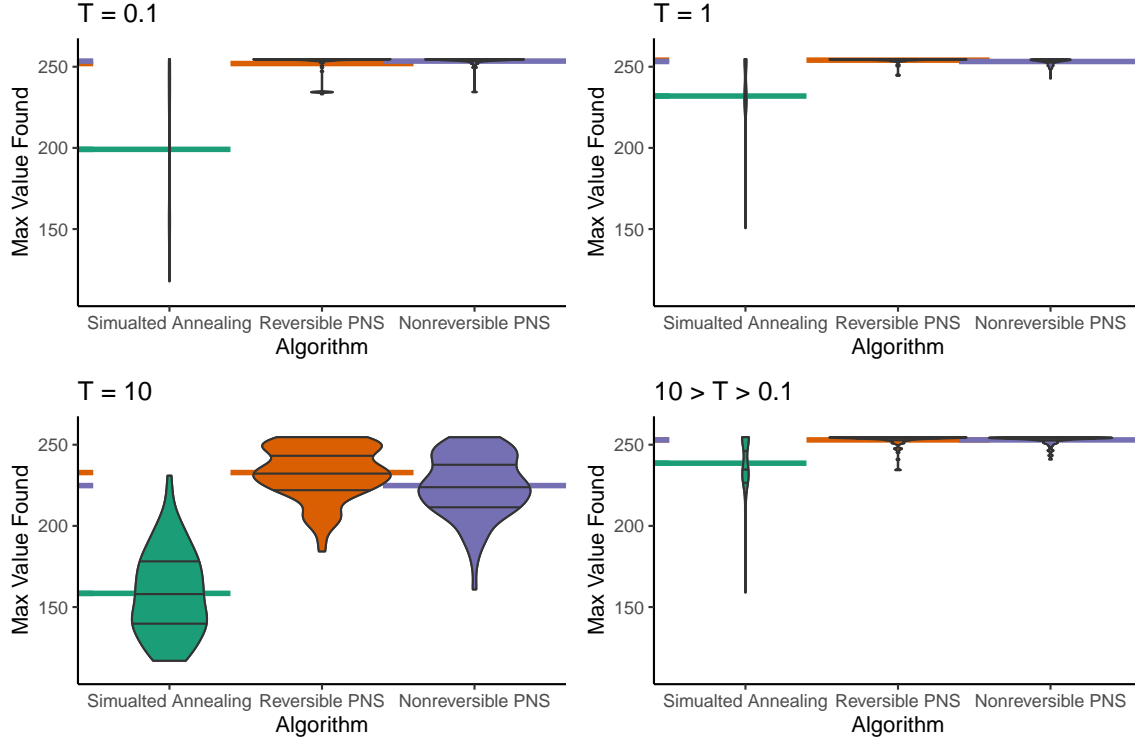 T = 0.1
Max Value Found
250
200
150
Simualted Annealing Reversible PNS Nonreversible PNS
Algorithm
T = 1
Max Value Found
250
200
150
Simualted Annealing Reversible PNS Nonreversible PNS
Algorithm
T = 10
Max Value Found
250
200
150
Simualted Annealing Reversible PNS Nonreversible PNS
Algorithm
10 > T > 0.1
Max Value Found
250
200
150
Simualted Annealing Reversible PNS Nonreversible PNS
Algorithm